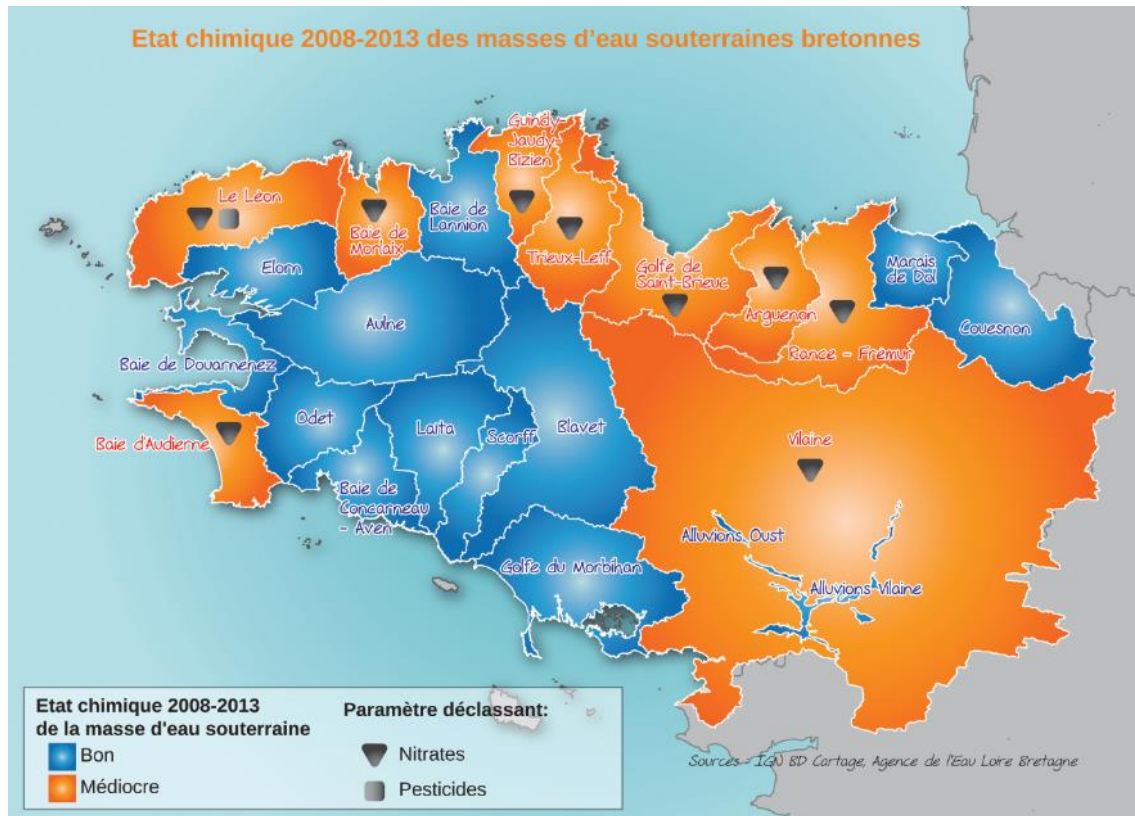 Etat chimique 2008-2013 des masses d'eau souterraines bretonnes
Guindy-
Jaudy-
Bizien
Le Léon
Baie de
Lannion
Baie de
Morlaix
Trieux-Leff
Elorn
Golfe de
Saint-Brieuc
Marais
de Dol
Arguenon
Aulne
Couesnon
Rance - Frémur
Baie de Douarnenez
Odet
Laïta
Scorff
Blavet
Baie d'Audierne
Vilaine
Baie de
Concarneau
- Aven
Alluvions Oust
Golfe du Morbihan
Alluvions Vilaine
Etat chimique 2008-2013
de la masse d'eau souterraine
Bon
Médiocre
Paramètre déclassant:
Nitrates
Pesticides
Sources - IGN BD Cartage, Agence de l'Eau Loire Bretagne